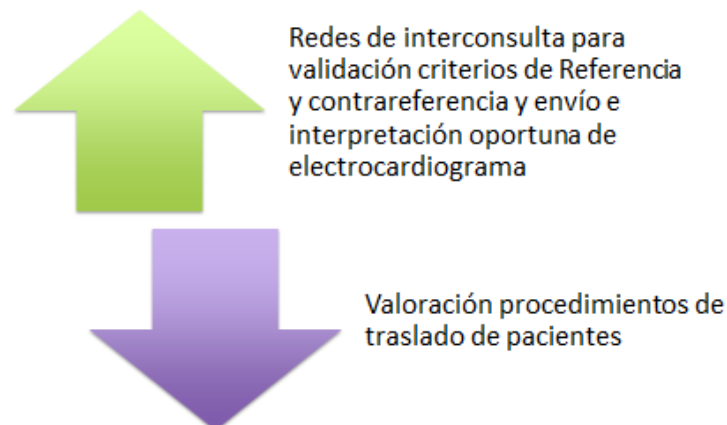 Redes de interconsulta para
validación criterios de Referencia
y contrareferencia y envío e
interpretación oportuna de
electrocardiograma
Valoración procedimientos de
traslado de pacientes